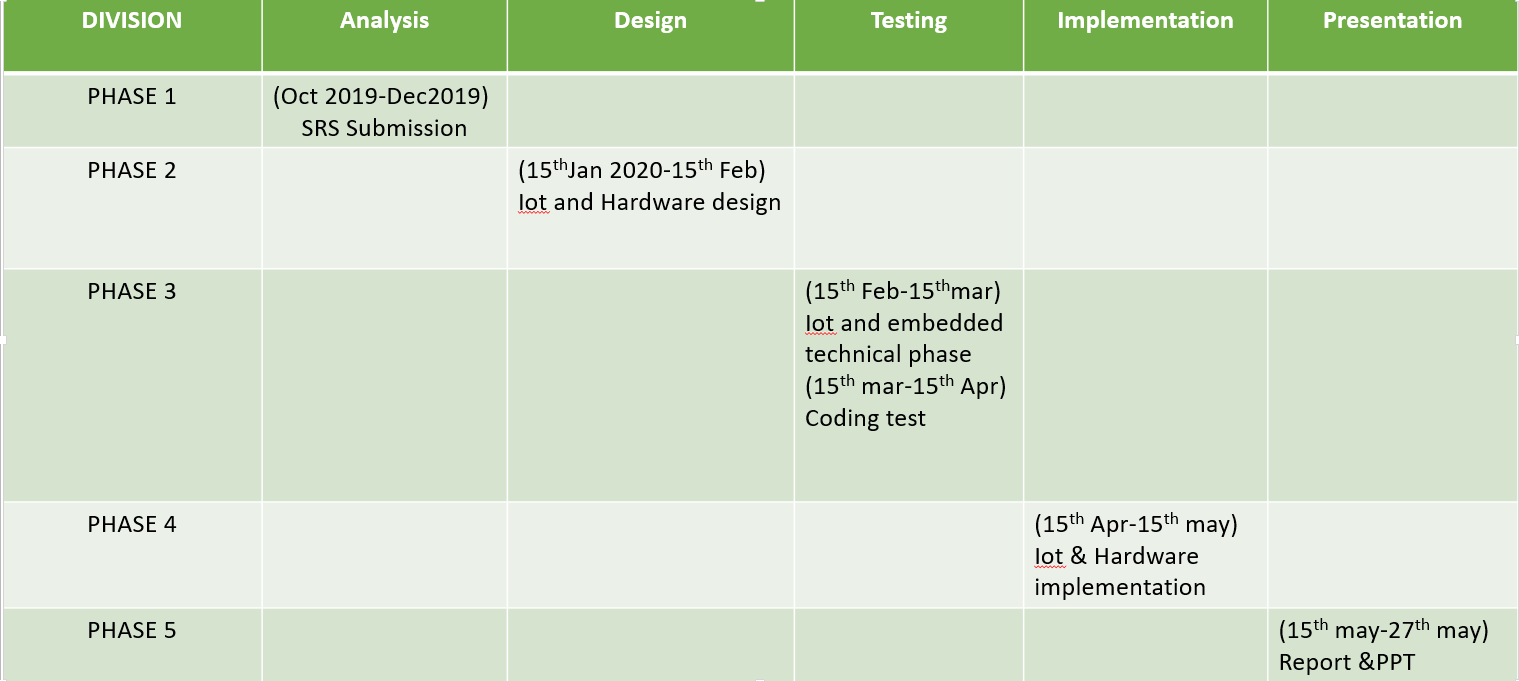 DIVISION Analysis Design Testing Implementation Presentation
PHASE 1 (Oct 2019-Dec2019)
SRS Submission
PHASE 2 (15thJan 2020-15th Feb)
Iot and Hardware design
PHASE 3 (15th Feb-15thmar)
Iot and embedded
technical phase
(15th mar-15th Apr)
Coding test
PHASE 4 (15th Apr-15th may)
Iot & Hardware
implementation
PHASE 5 (15th may-27th may)
Report &PPT